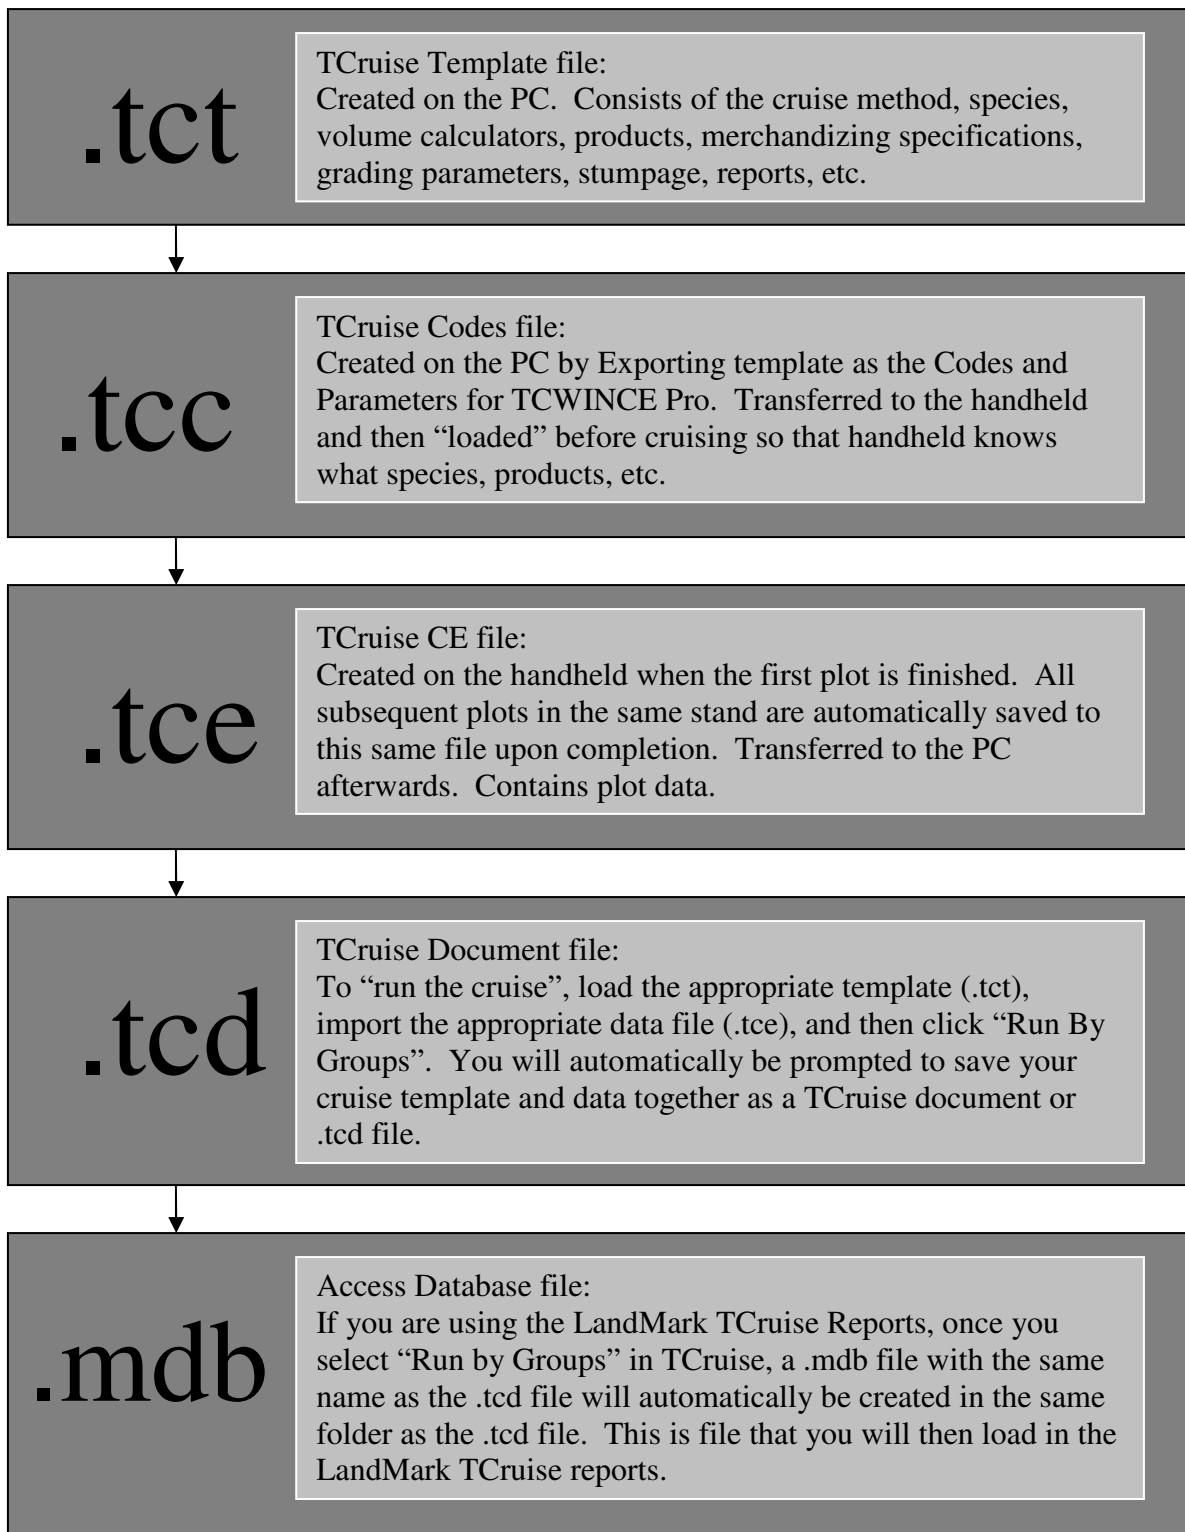 .tct
TCruise Template file:
Created on the PC.  Consists of the cruise method, species,
volume calculators, products, merchandizing specifications,
grading parameters, stumpage, reports, etc.
.tcc
TCruise Codes file:
Created on the PC by Exporting template as the Codes and
Parameters for TCWINCE Pro.  Transferred to the handheld
and then “loaded” before cruising so that handheld knows
what species, products, etc.
.tce
TCruise CE file:
Created on the handheld when the first plot is finished.  All
subsequent plots in the same stand are automatically saved to
this same file upon completion.  Transferred to the PC
afterwards.  Contains plot data.
.tcd
TCruise Document file:
To “run the cruise”, load the appropriate template (.tct),
import the appropriate data file (.tce), and then click “Run By
Groups”.  You will automatically be prompted to save your
cruise template and data together as a TCruise document or
.tcd file.
.mdb
Access Database file:
If you are using the LandMark TCruise Reports, once you
select “Run by Groups” in TCruise, a .mdb file with the same
name as the .tcd file will automatically be created in the same
folder as the .tcd file.  This is file that you will then load in the
LandMark TCruise reports.